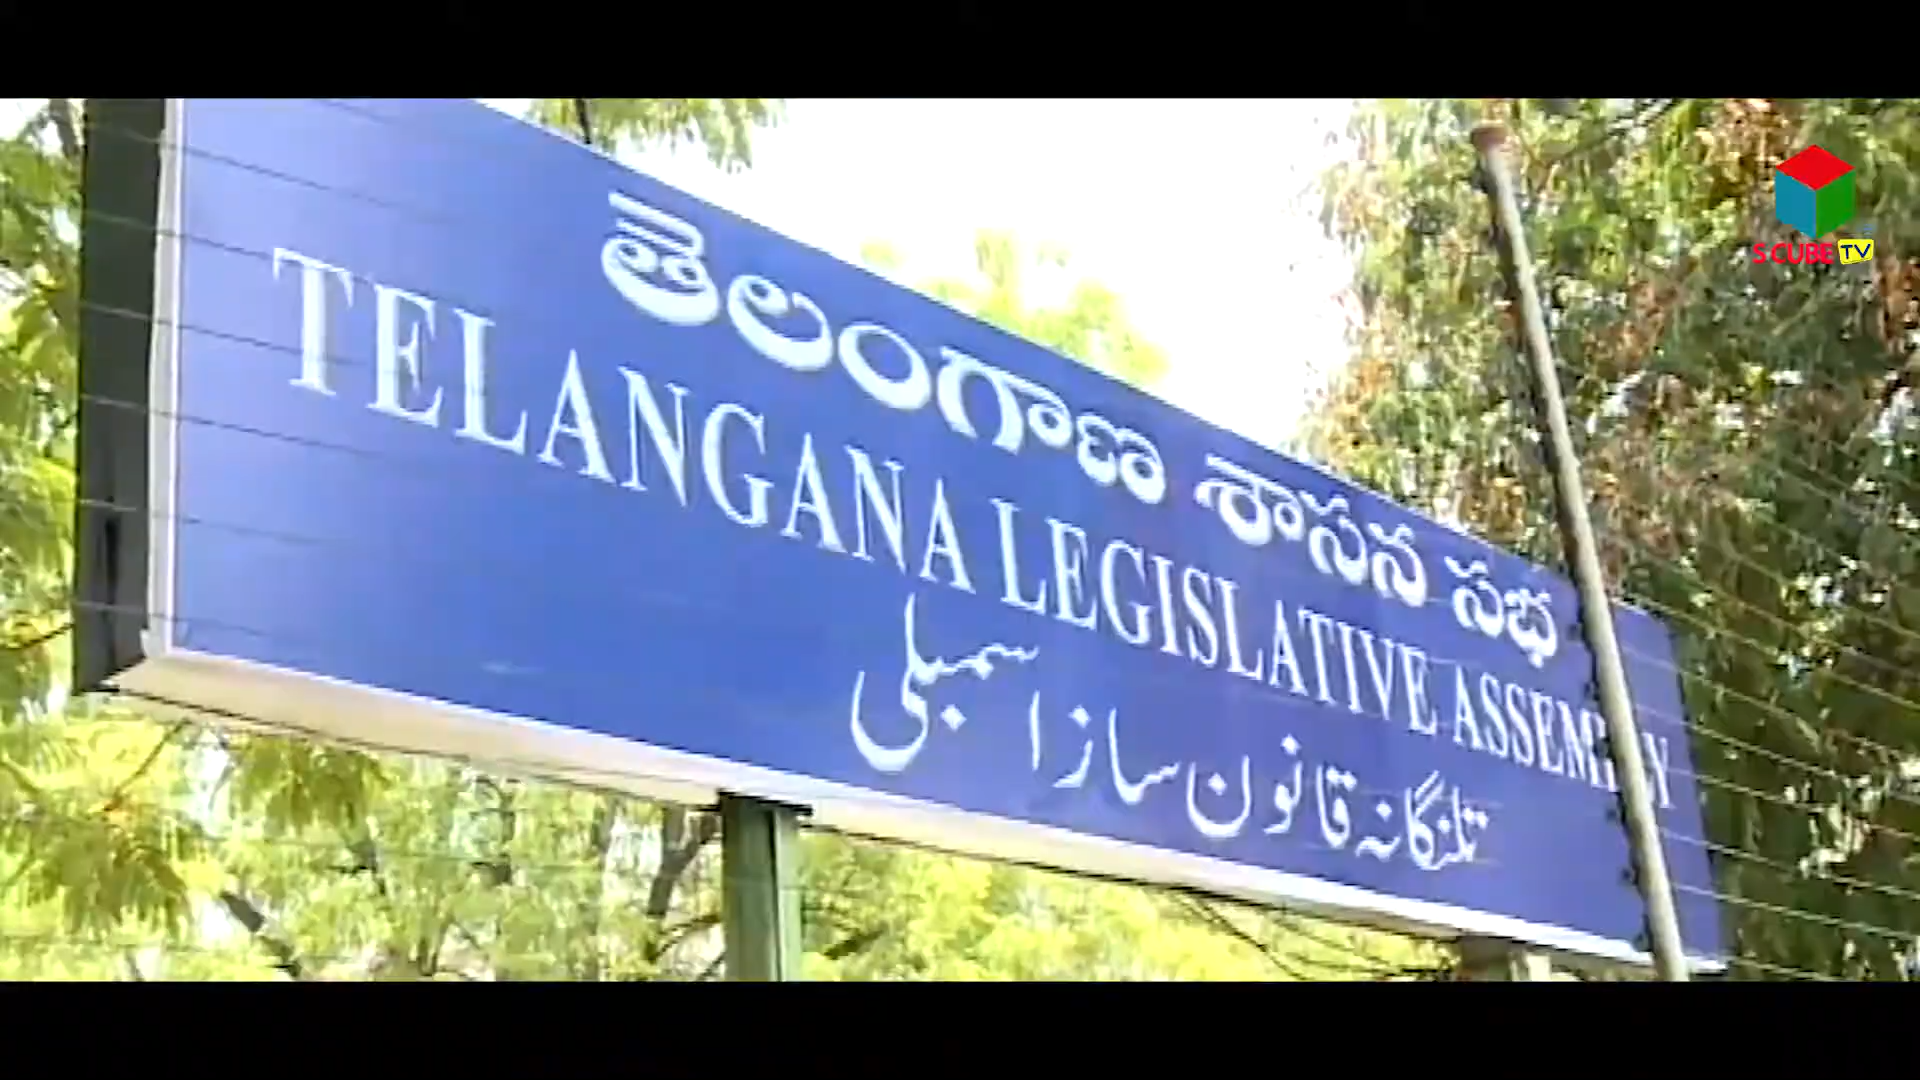 తెలంగాణ శాసన సభ
TELANGANA LEGISLATIVE ASSEMBLY
تلنگانہ قانون ساز اسمبلی
S CUBE TV